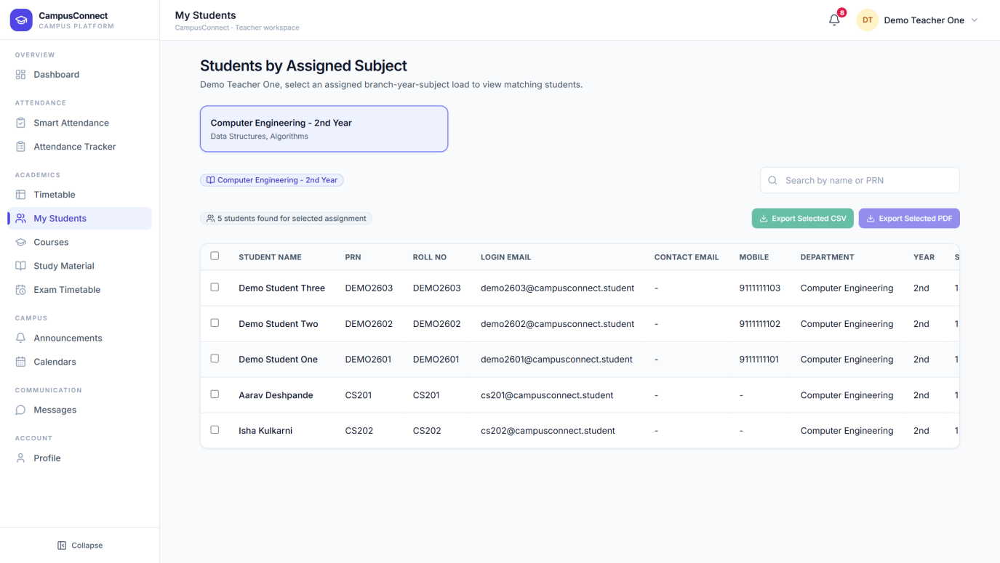 CampusConnect
CAMPUS PLATFORM
OVERVIEW
Dashboard
ATTENDANCE
Smart Attendance
Attendance Tracker
ACADEMICS
Timetable
My Students
Courses
Study Material
Exam Timetable
CAMPUS
Announcements
Calendars
COMMUNICATION
Messages
ACCOUNT
Profile
Collapse
My Students
CampusConnect · Teacher workspace
8
DT Demo Teacher One
Students by Assigned Subject
Demo Teacher One, select an assigned branch-year-subject load to view matching students.
Computer Engineering - 2nd Year
Data Structures, Algorithms
Computer Engineering - 2nd Year
Search by name or PRN
5 students found for selected assignment
Export Selected CSV Export Selected PDF
STUDENT NAME PRN ROLL NO LOGIN EMAIL CONTACT EMAIL MOBILE DEPARTMENT YEAR S
Demo Student Three DEMO2603 DEMO2603 demo2603@campusconnect.student - 9111111103 Computer Engineering 2nd 1
Demo Student Two DEMO2602 DEMO2602 demo2602@campusconnect.student - 9111111102 Computer Engineering 2nd 1
Demo Student One DEMO2601 DEMO2601 demo2601@campusconnect.student - 9111111101 Computer Engineering 2nd 1
Aarav Deshpande CS201 CS201 cs201@campusconnect.student - - Computer Engineering 2nd 1
Isha Kulkarni CS202 CS202 cs202@campusconnect.student - - Computer Engineering 2nd 1